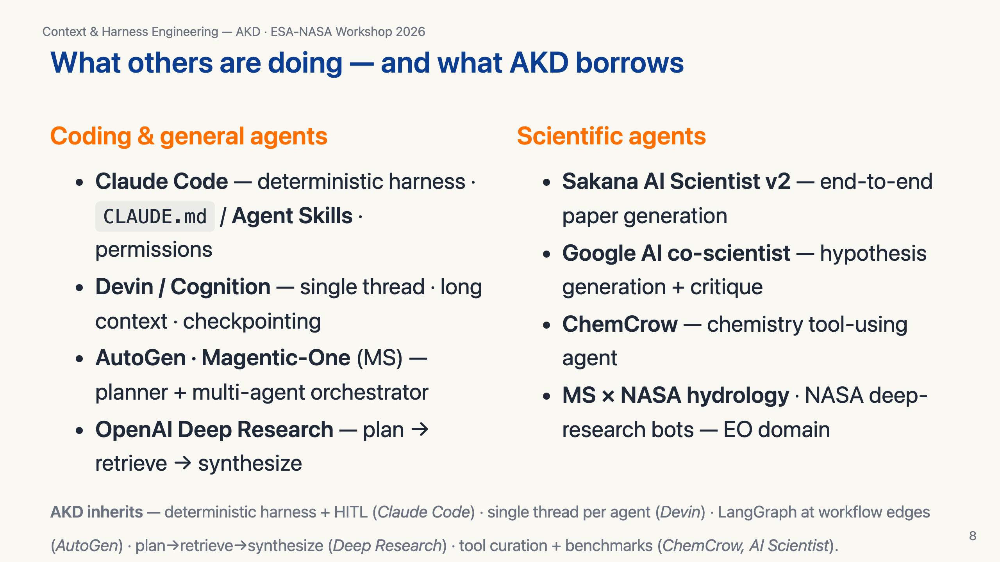 Context & Harness Engineering — AKD · ESA-NASA Workshop 2026
What others are doing — and what AKD borrows
Coding & general agents
• Claude Code — deterministic harness ·
CLAUDE.md / Agent Skills ·
permissions
• Devin / Cognition — single thread · long
context · checkpointing
• AutoGen · Magentic-One (MS) —
planner + multi-agent orchestrator
• OpenAI Deep Research — plan →
retrieve → synthesize
Scientific agents
• Sakana AI Scientist v2 — end-to-end
paper generation
• Google AI co-scientist — hypothesis
generation + critique
• ChemCrow — chemistry tool-using
agent
• MS × NASA hydrology · NASA deep-
research bots — EO domain
AKD inherits — deterministic harness + HITL (Claude Code) · single thread per agent (Devin) · LangGraph at workflow edges
(AutoGen) · plan→retrieve→synthesize (Deep Research) · tool curation + benchmarks (ChemCrow, AI Scientist).
8